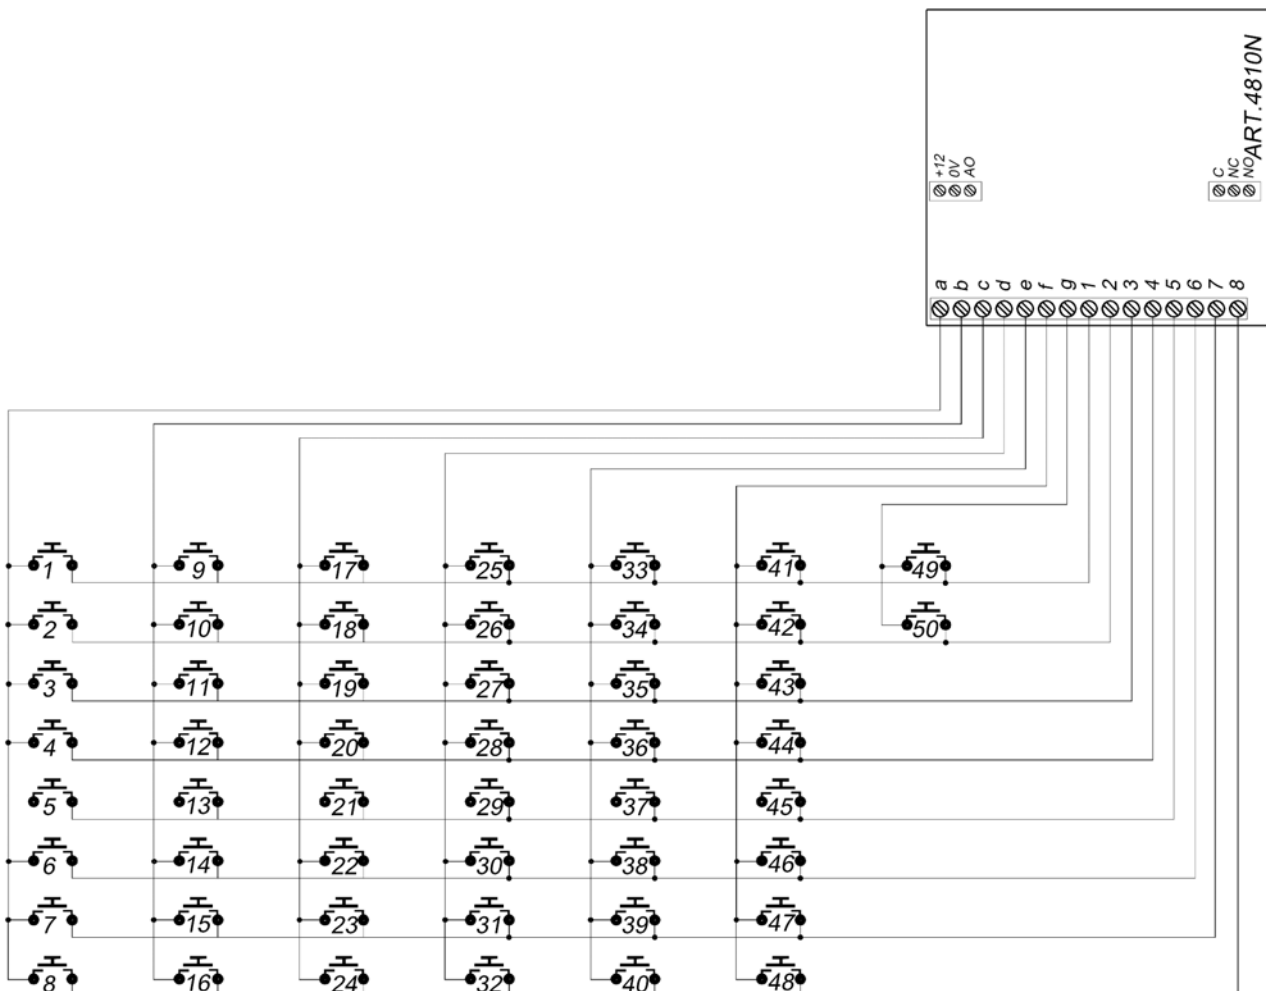 ART.4810N
+12
0V
AO
C
NC
NO
a b c d e f g 1 2 3 4 5 6 7 8
1 9 17 25 33 41 49
2 10 18 26 34 42 50
3 11 19 27 35 43
4 12 20 28 36 44
5 13 21 29 37 45
6 14 22 30 38 46
7 15 23 31 39 47
8 16 24 32 40 48